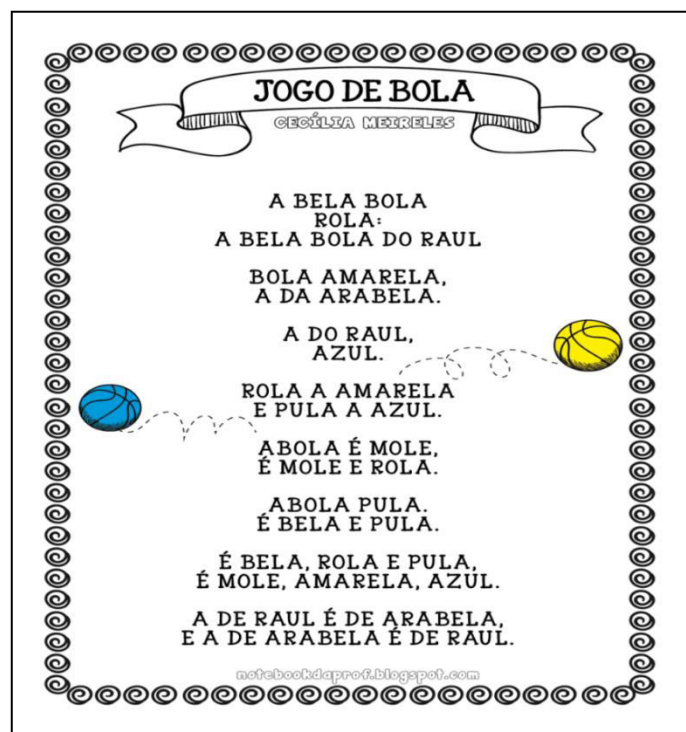 JOGO DE BOLA
CECÍLIA MEIRELES
A BELA BOLA
ROLA:
A BELA BOLA DO RAUL
BOLA AMARELA,
A DA ARABELA.
A DO RAUL,
AZUL.
ROLA A AMARELA
E PULA A AZUL.
ABOLA É MOLE,
É MOLE E ROLA.
ABOLA PULA.
É BELA E PULA.
É BELA, ROLA E PULA,
É MOLE, AMARELA, AZUL.
A DE RAUL É DE ARABELA,
E A DE ARABELA É DE RAUL.
notebookdaprof.blogspot.com